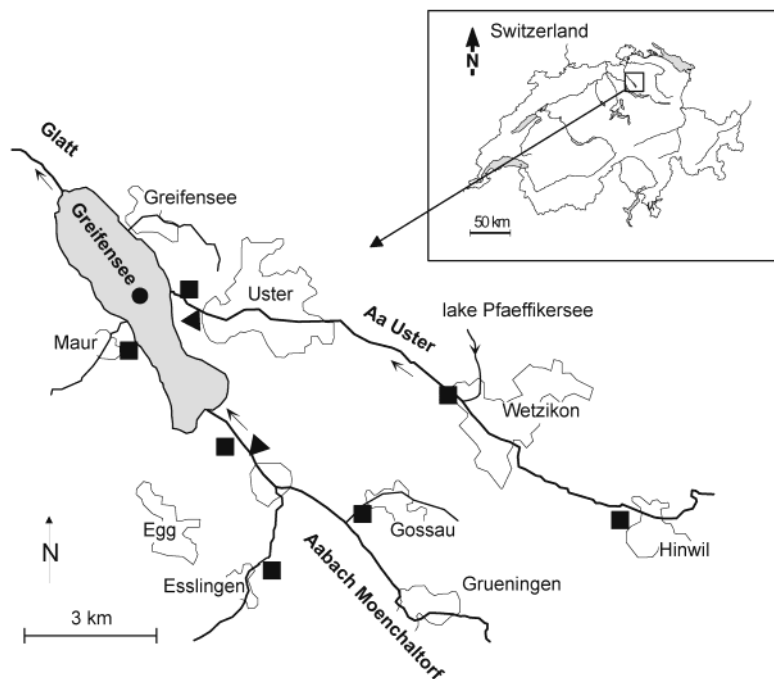 Switzerland
N
50 km
Glatt
Greifensee
Greifensee
Uster
Aa Uster
lake Pfaeffikersee
Maur
Wetzikon
Egg
Gossau
Hinwil
N
Esslingen
Aabach Moenchaltorf
Grueningen
3 km